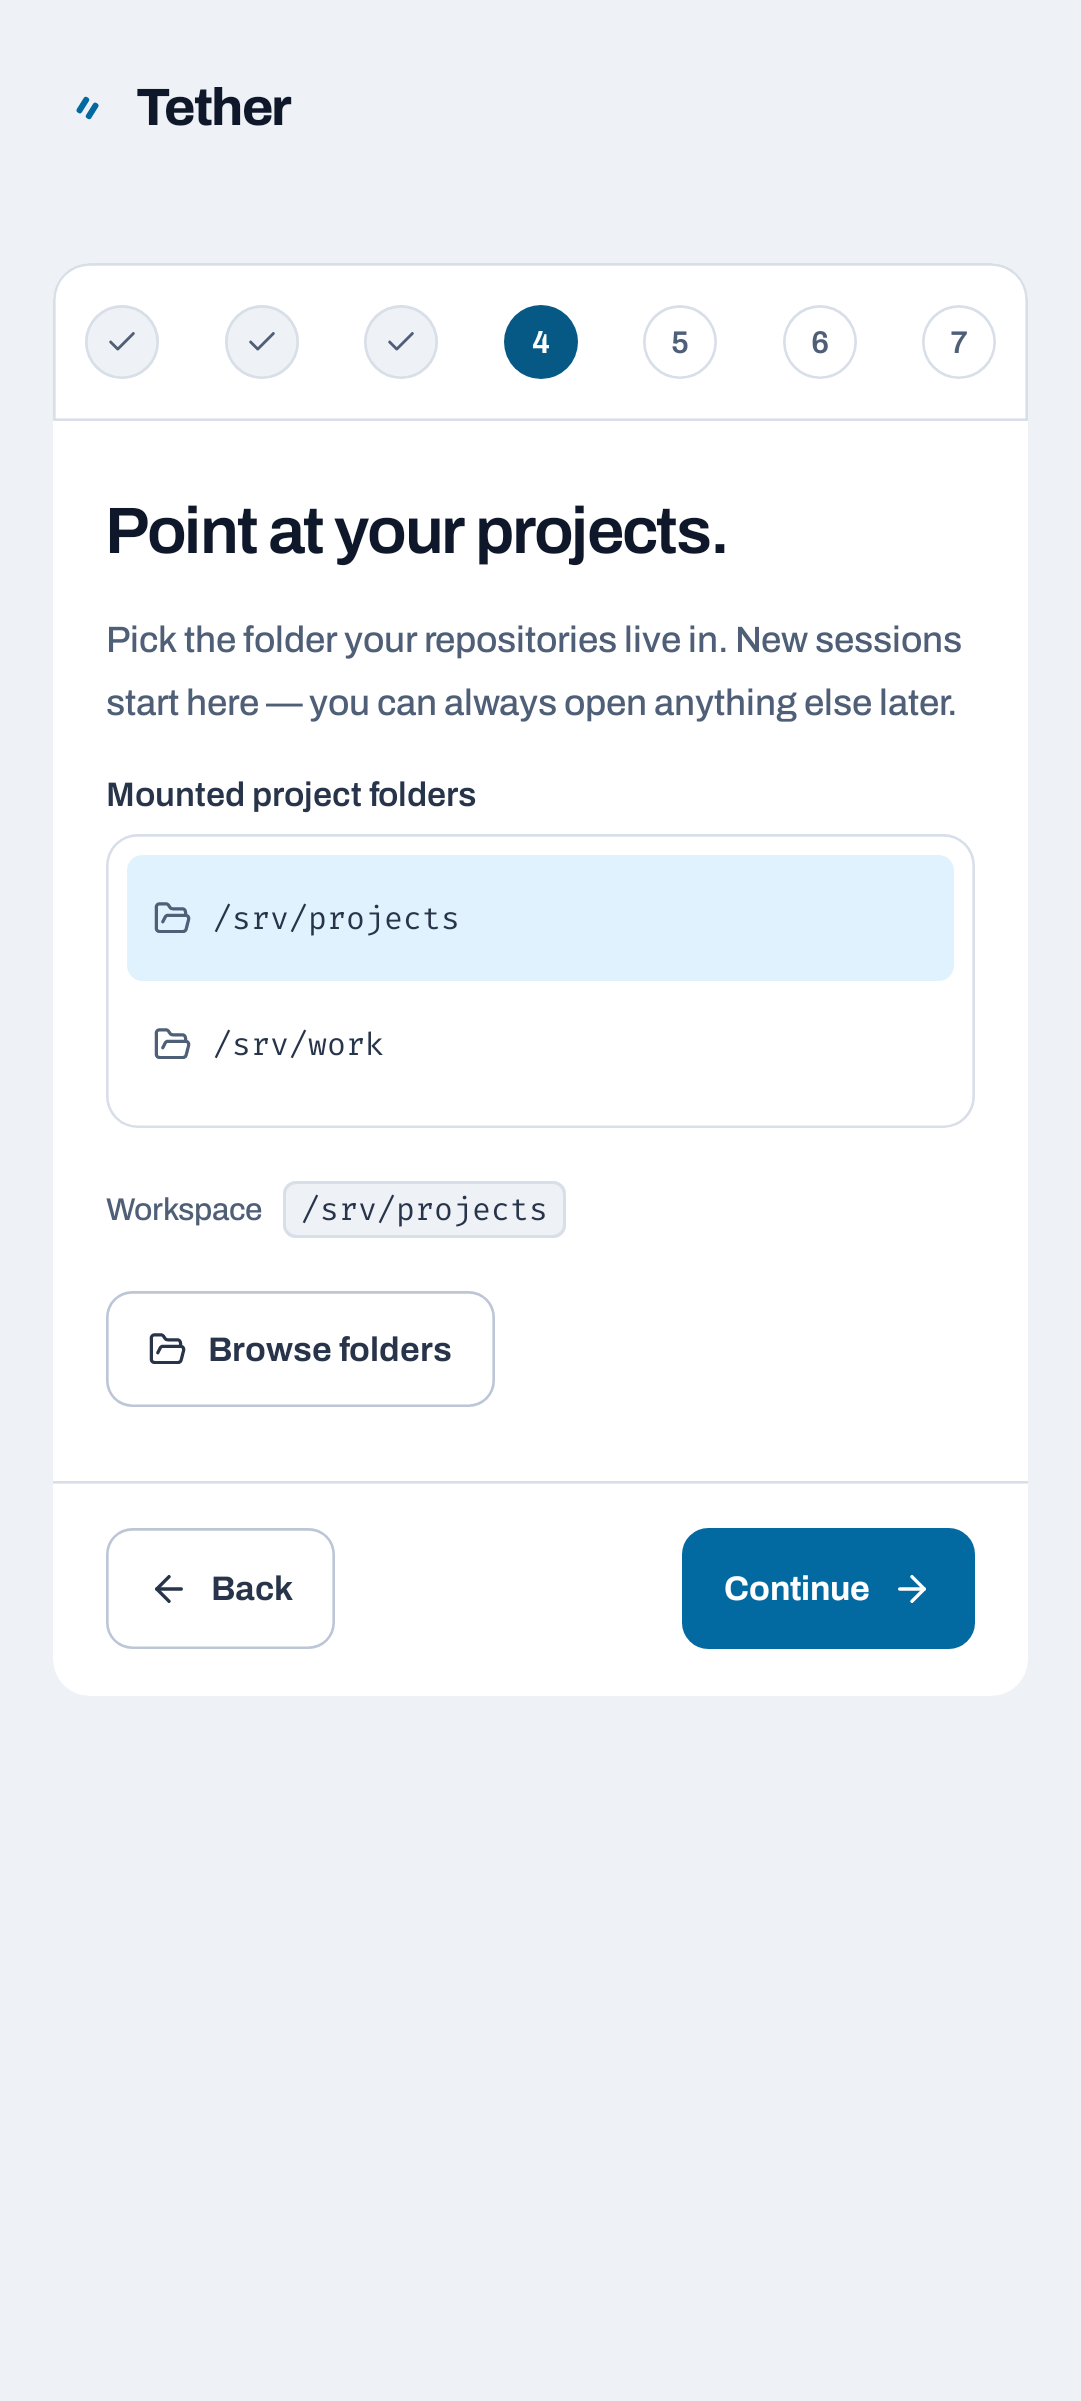 Tether
4
5
6
7
Point at your projects.
Pick the folder your repositories live in. New sessions
start here — you can always open anything else later.
Mounted project folders
/srv/projects
/srv/work
Workspace /srv/projects
Browse folders
Back
Continue